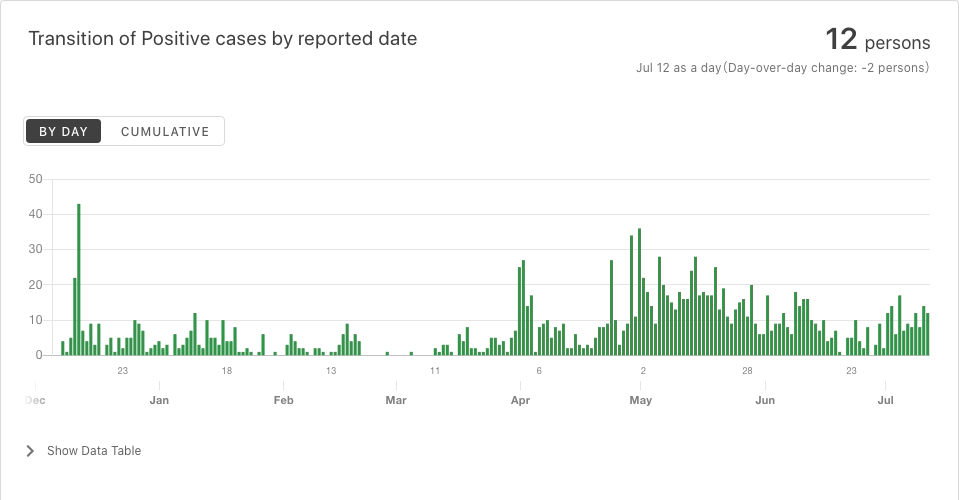 Transition of Positive cases by reported date
12 persons
Jul 12 as a day(Day-over-day change: -2 persons)
BY DAY CUMULATIVE
50
40
30
20
10
0
23 18 13 11 6 2 28 23
Dec Jan Feb Mar Apr May Jun Jul
Show Data Table